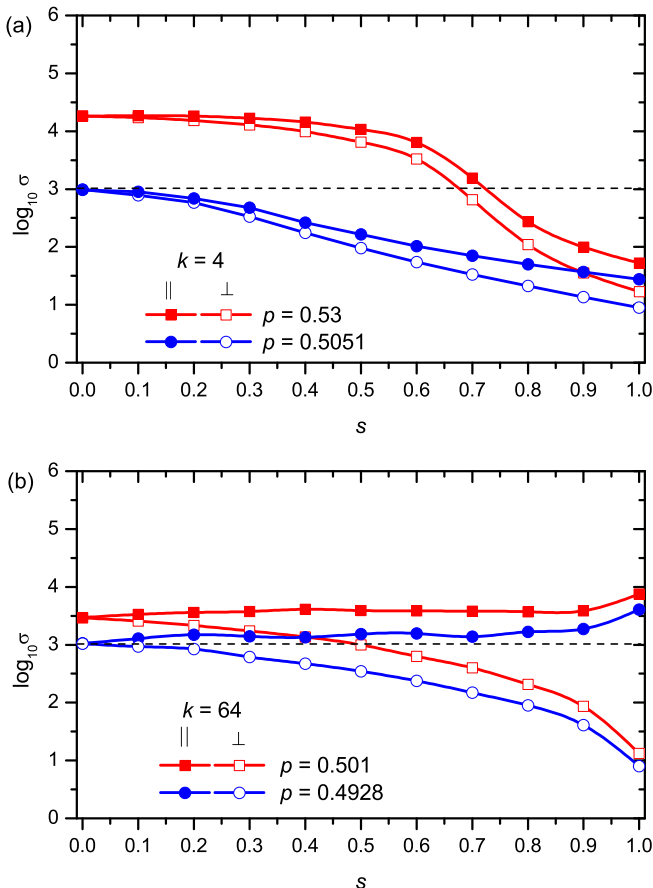 (a)
6
5
4
3
2
1
0
log₁₀ σ
k = 4
|| ⊥
p = 0.53
p = 0.5051
0.0 0.1 0.2 0.3 0.4 0.5 0.6 0.7 0.8 0.9 1.0
s
(b)
6
5
4
3
2
1
0
log₁₀σ
k = 64
|| ⊥
p = 0.501
p = 0.4928
0.0 0.1 0.2 0.3 0.4 0.5 0.6 0.7 0.8 0.9 1.0
s